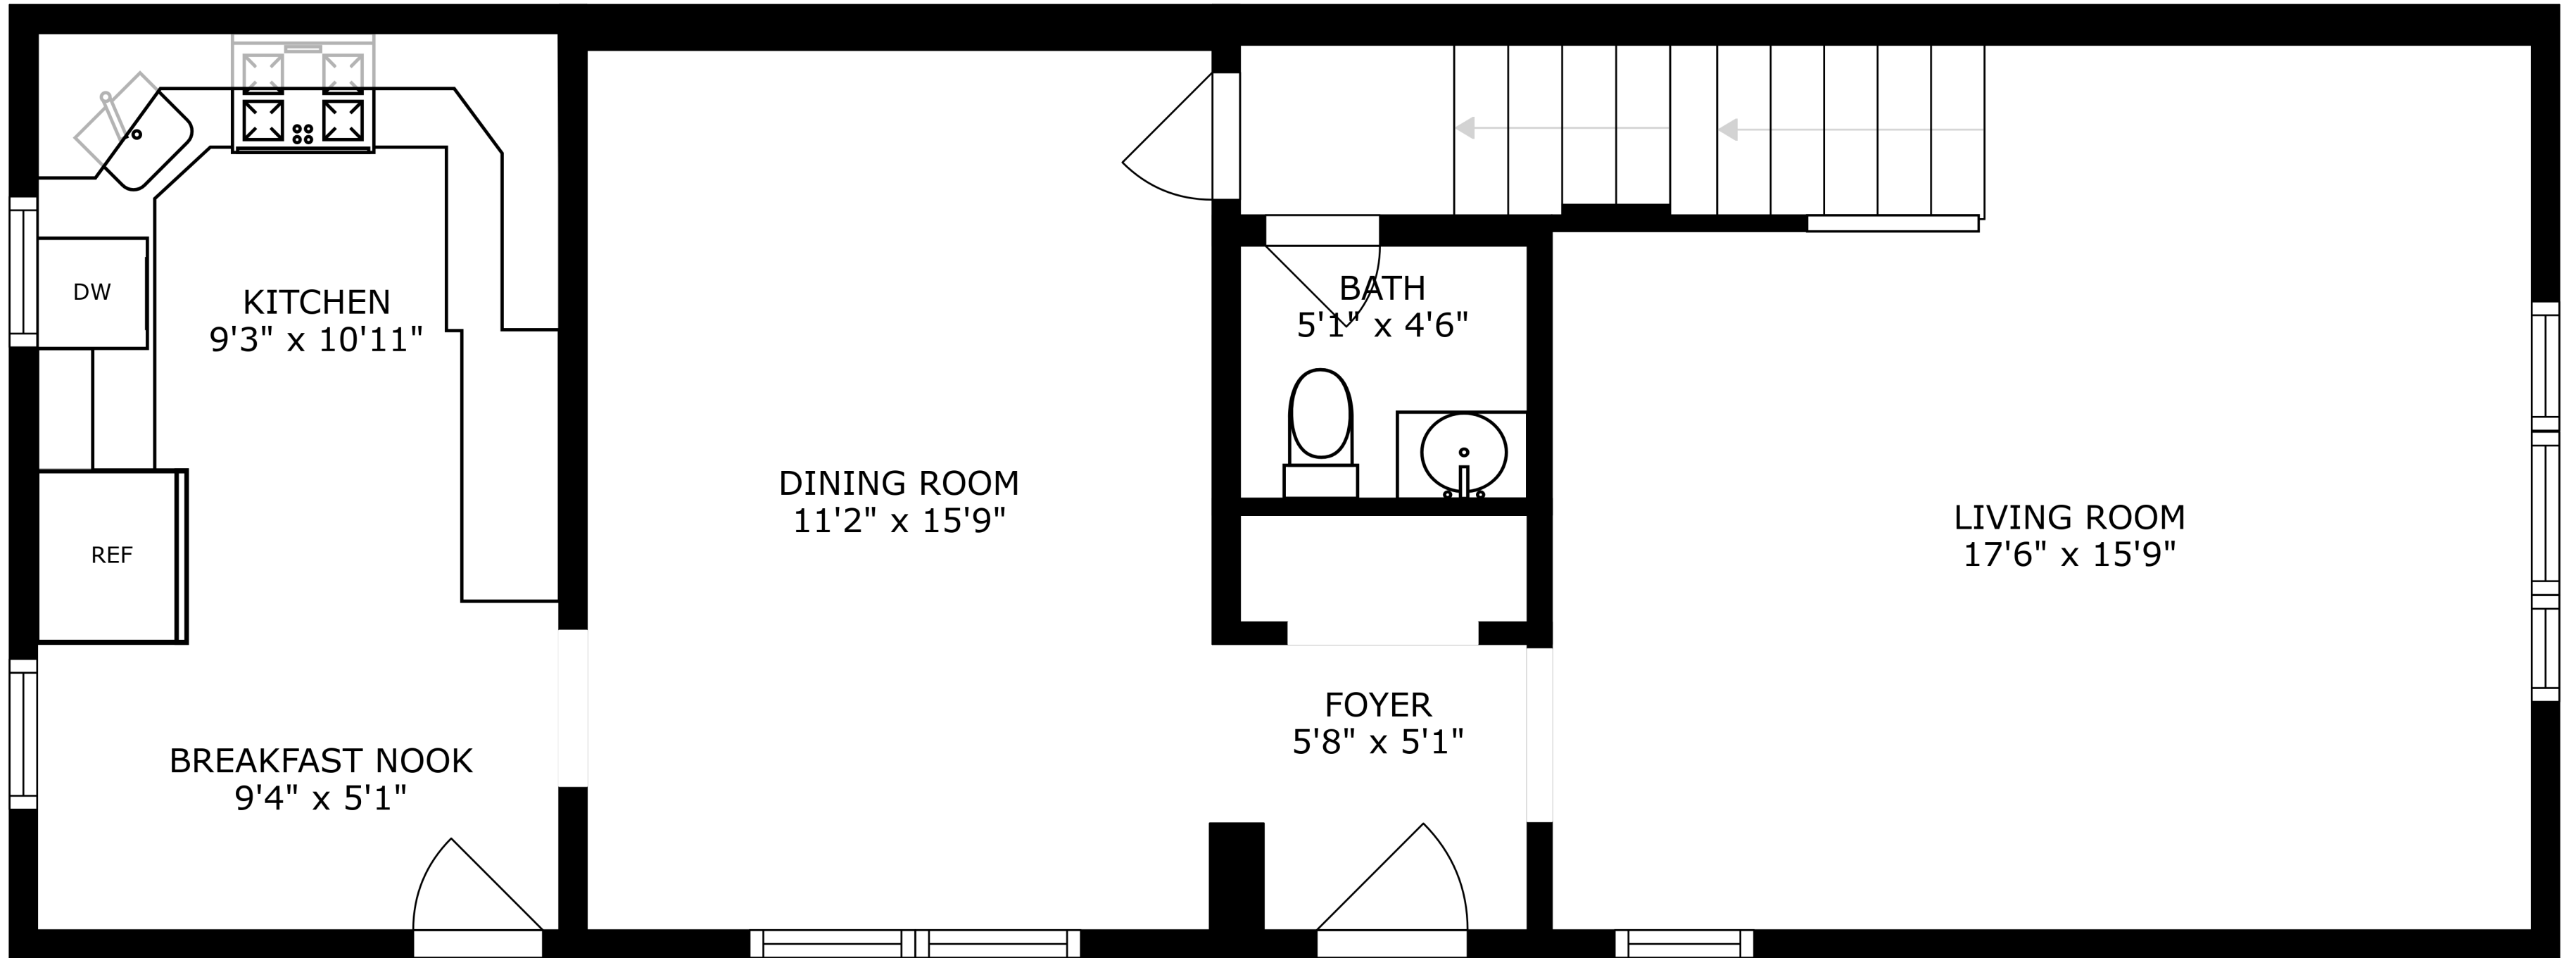 DW
KITCHEN
9'3" x 10'11"
REF
BREAKFAST NOOK
9'4" x 5'1"
DINING ROOM
11'2" x 15'9"
BATH
5'1" x 4'6"
FOYER
5'8" x 5'1"
LIVING ROOM
17'6" x 15'9"